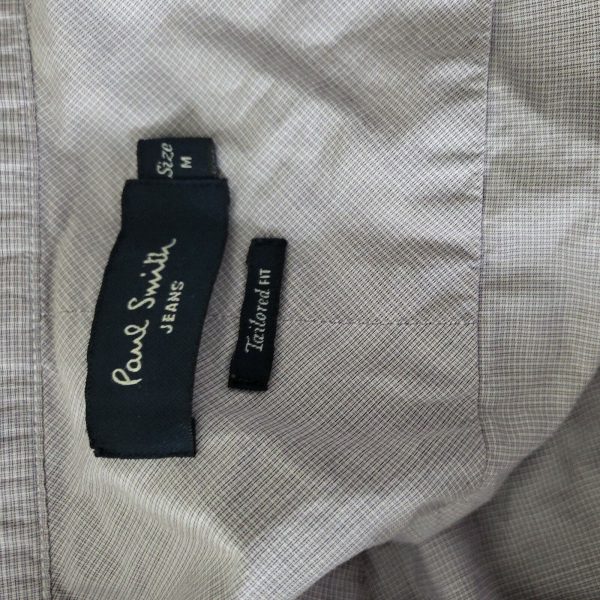 Size
M
Paul Smith
JEANS
Tailored FIT